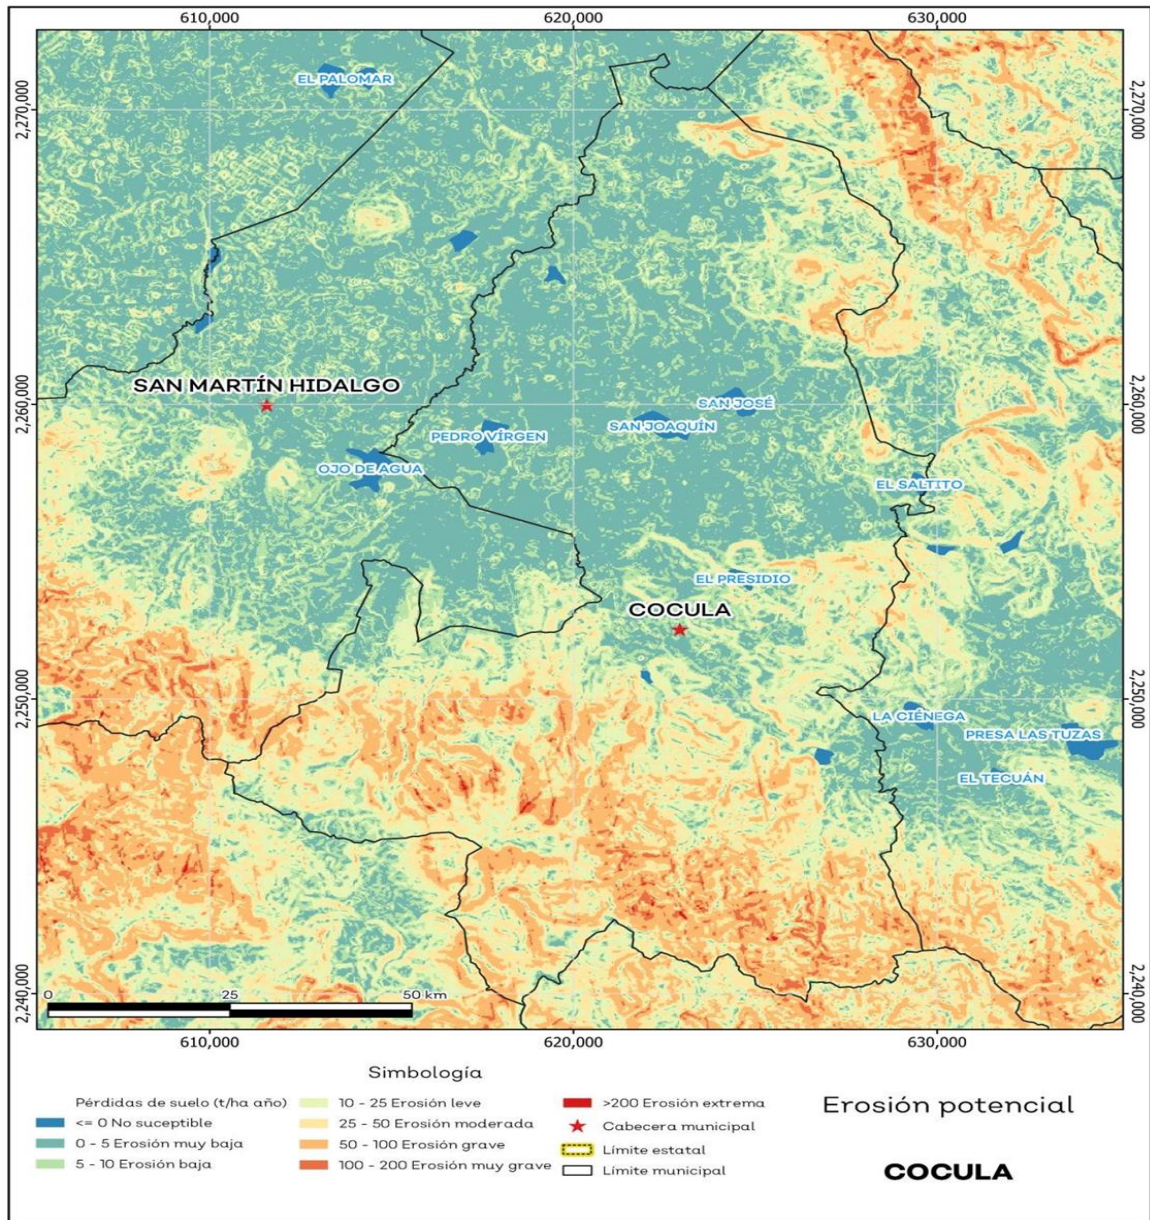 610,000
620,000
630,000
2,270,000
2,270,000
EL PALOMAR
2,260,000
2,260,000
SAN MARTÍN HIDALGO
SAN JOSÉ
SAN JOAQUÍN
PEDRO VÍRGEN
OJO DE AGUA
EL SALTITO
EL PRESIDIO
COCULA
2,250,000
2,250,000
LA CIÉNEGA
PRESA LAS TUZAS
EL TECUÁN
2,240,000
2,240,000
0
25
50 km
610,000
620,000
630,000
Simbología
Pérdidas de suelo (t/ha año)
<= 0 No suceptible
0 - 5 Erosión muy baja
5 - 10 Erosión baja
10 - 25 Erosión leve
25 - 50 Erosión moderada
50 - 100 Erosión grave
100 - 200 Erosión muy grave
>200 Erosión extrema
Cabecera municipal
Límite estatal
Límite municipal
Erosión potencial
COCULA